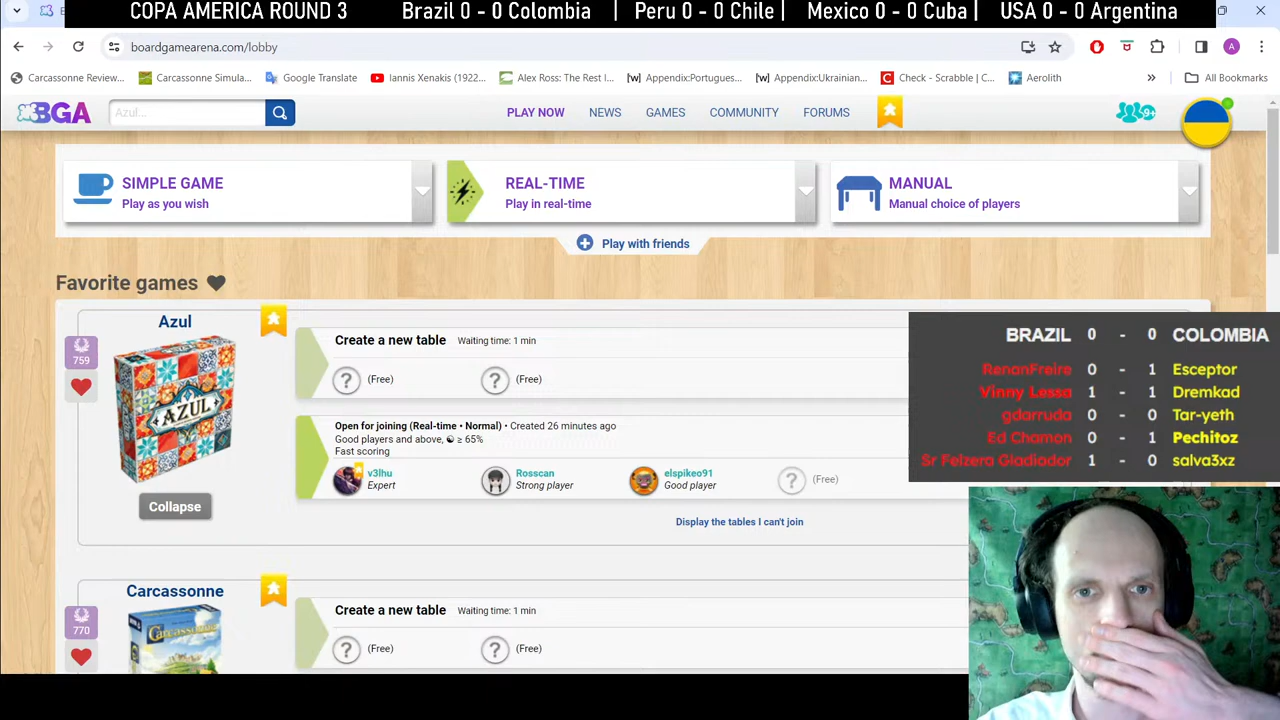 COPA AMERICA ROUND 3 Brazil 0 - 0 Colombia | Peru 0 - 0 Chile | Mexico 0 - 0 Cuba | USA 0 - 0 Argentina
boardgamearena.com/lobby
A
Carcassonne Review... Carcassonne Simula... Google Translate Iannis Xenakis (1922... Alex Ross: The Rest I... [w] Appendix:Portugues... [w] Appendix:Ukrainian... Check - Scrabble | C... Aerolith » All Bookmarks
BGA Azul... PLAY NOW NEWS GAMES COMMUNITY FORUMS 9+
SIMPLE GAME
Play as you wish
REAL-TIME
Play in real-time
MANUAL
Manual choice of players
Play with friends
Favorite games
Azul
759
AZUL
Collapse
Create a new table Waiting time: 1 min
? (Free) ? (Free)
Open for joining (Real-time • Normal) • Created 26 minutes ago
Good players and above, ≥ 65%
Fast scoring
v3lhu
Expert
Rosscan
Strong player
elspikeo91
Good player
? (Free)
Display the tables I can't join
BRAZIL 0 - 0 COLOMBIA
RenanFreire 0 - 1 Esceptor
Vinny Lessa 1 - 1 Dremkad
gdarruda 0 - 0 Tar-yeth
Ed Chamon 0 - 1 Pechitoz
Sr Felzera Gladiador 1 - 0 salva3xz
Carcassonne
770
Carcassonne
Create a new table Waiting time: 1 min
? (Free) ? (Free)